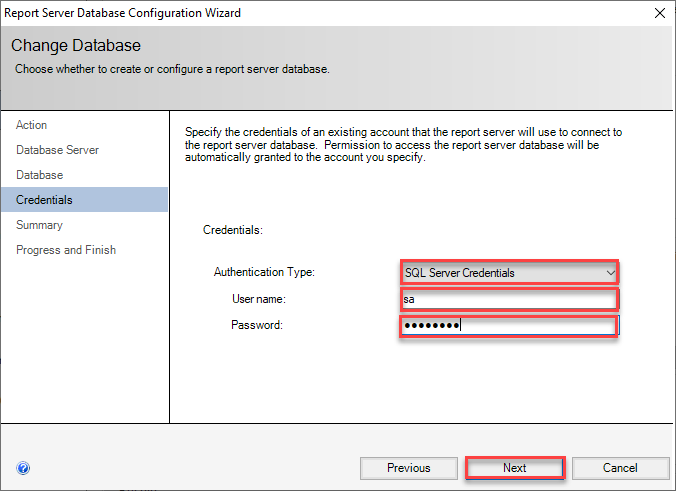 Report Server Database Configuration Wizard
Change Database
Choose whether to create or configure a report server database.
Action
Database Server
Database
Credentials
Summary
Progress and Finish
Specify the credentials of an existing account that the report server will use to connect to
the report server database.  Permission to access the report server database will be
automatically granted to the account you specify.
Credentials:
Authentication Type:
SQL Server Credentials
User name:
sa
Password:
●●●●●●●●
Previous
Next
Cancel